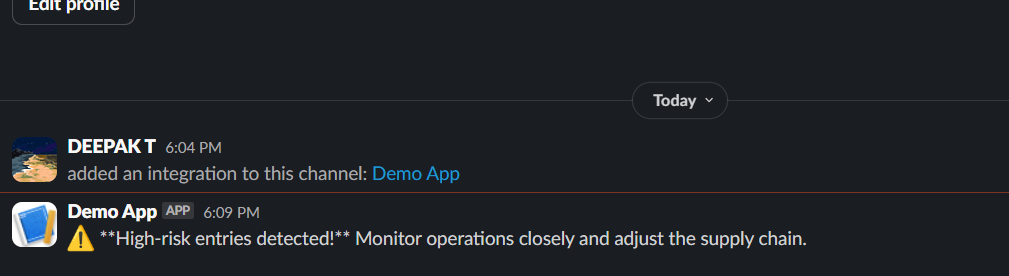 Edit profile
Today
DEEPAK T 6:04 PM
added an integration to this channel: Demo App
Demo App APP 6:09 PM
⚠️ **High-risk entries detected!** Monitor operations closely and adjust the supply chain.